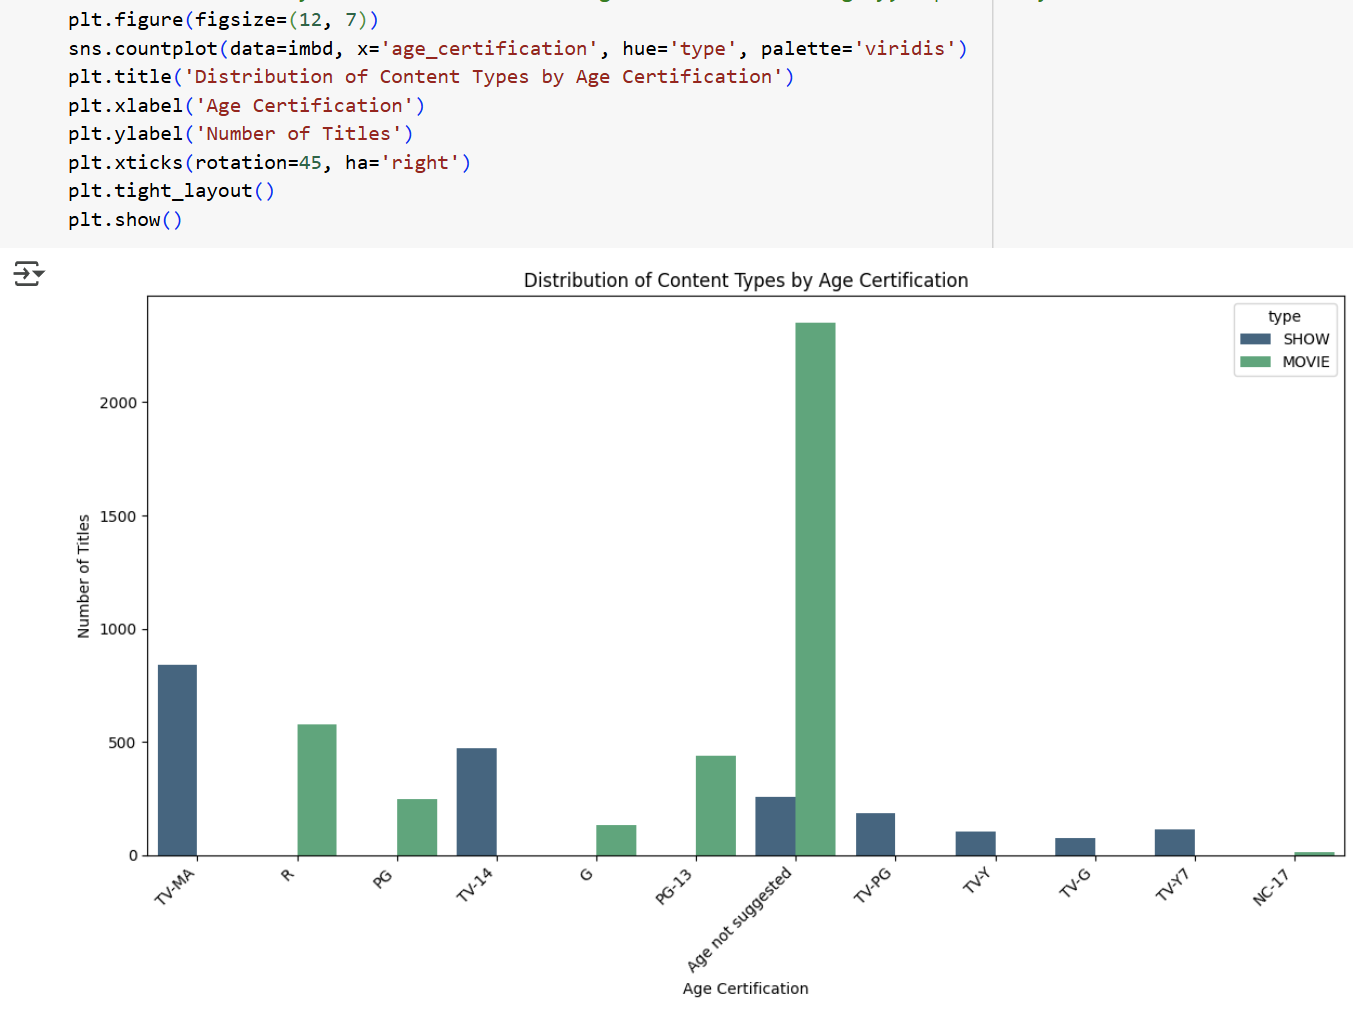 plt.figure(figsize=(12, 7))
sns.countplot(data=imbd, x='age_certification', hue='type', palette='viridis')
plt.title('Distribution of Content Types by Age Certification')
plt.xlabel('Age Certification')
plt.ylabel('Number of Titles')
plt.xticks(rotation=45, ha='right')
plt.tight_layout()
plt.show()
Distribution of Content Types by Age Certification
type
SHOW
MOVIE
Number of Titles
2000
1500
1000
500
0
TV-MA
R
PG
TV-14
G
PG-13
Age not suggested
TV-PG
TV-Y
TV-G
TV-Y7
NC-17
Age Certification